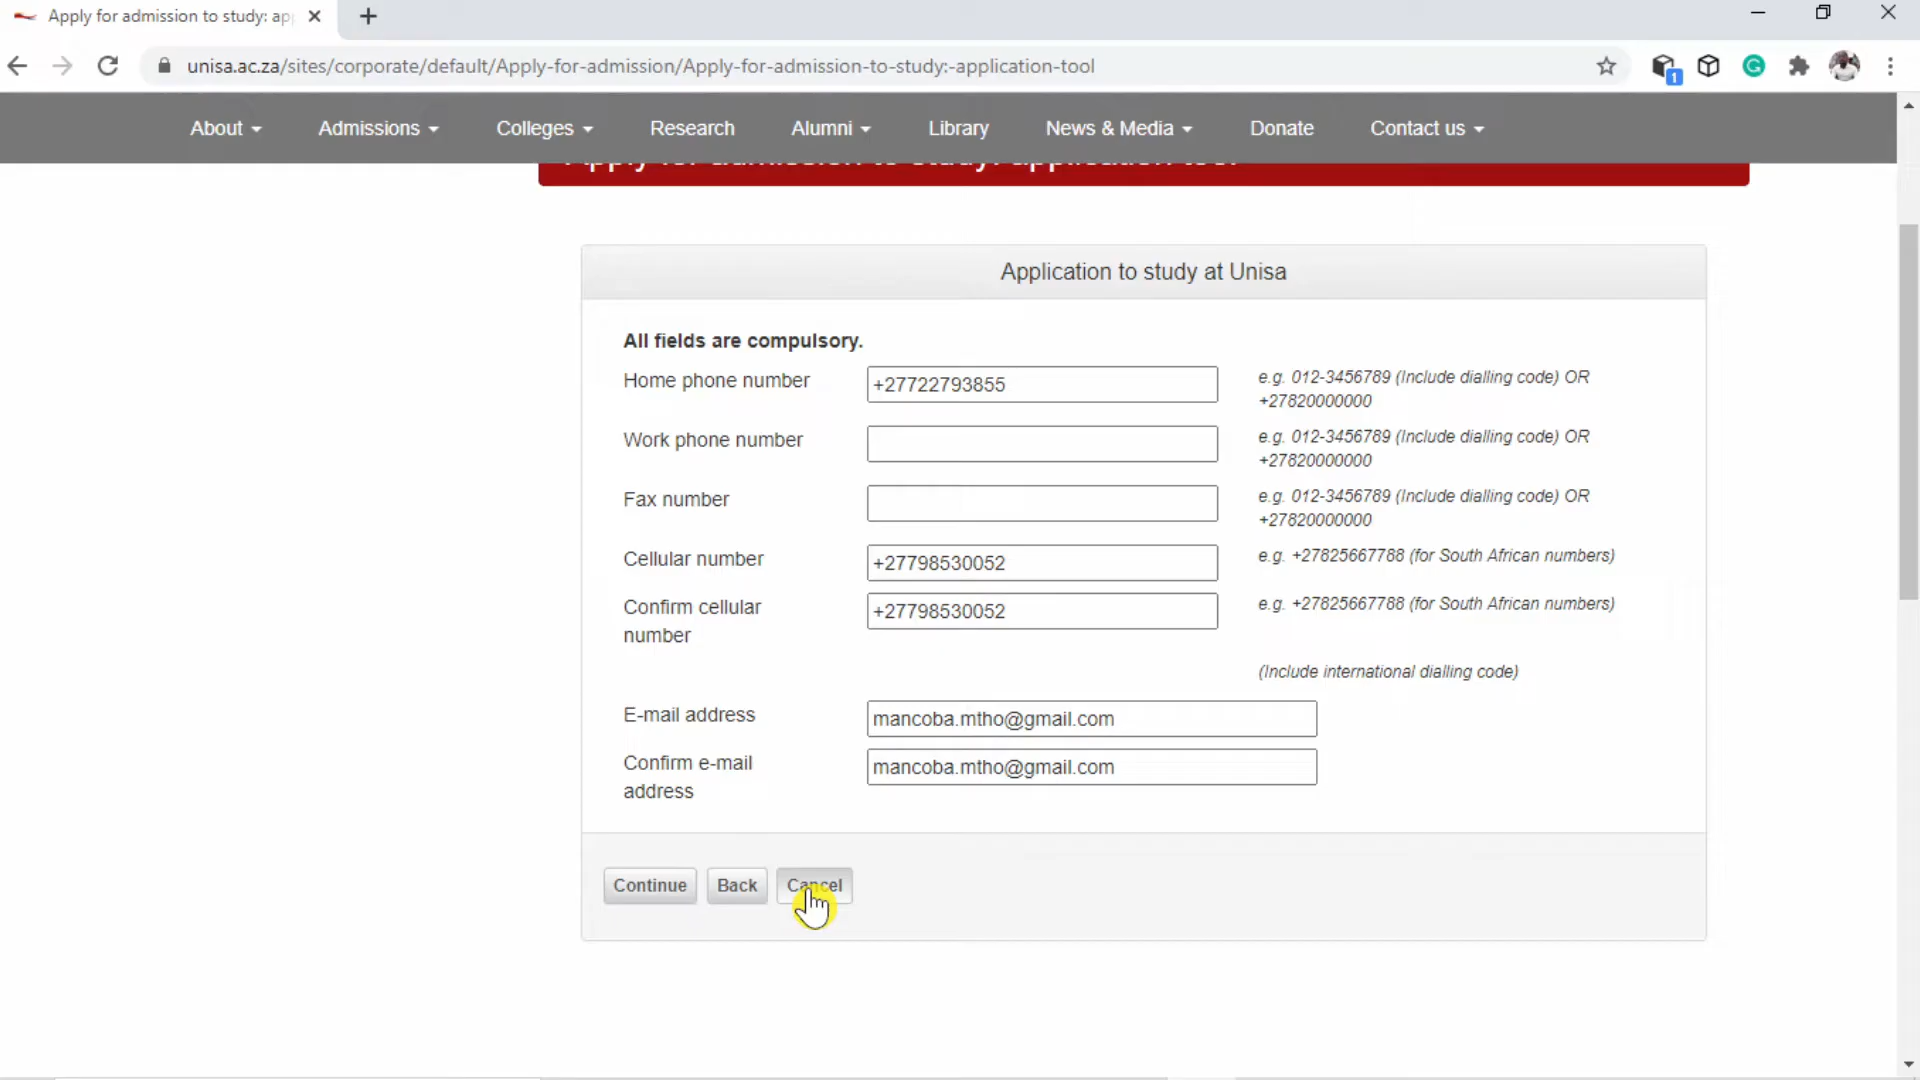 Apply for admission to study: ap
unisa.ac.za/sites/corporate/default/Apply-for-admission/Apply-for-admission-to-study:-application-tool
1
About Admissions Colleges Research Alumni Library News & Media Donate Contact us
Apply for admission to study: application tool
Application to study at Unisa
All fields are compulsory.
Home phone number +27722793855 e.g. 012-3456789 (Include dialling code) OR
+27820000000
Work phone number e.g. 012-3456789 (Include dialling code) OR
+27820000000
Fax number e.g. 012-3456789 (Include dialling code) OR
+27820000000
Cellular number +27798530052 e.g. +27825667788 (for South African numbers)
Confirm cellular
number +27798530052 e.g. +27825667788 (for South African numbers)
(Include international dialling code)
E-mail address mancoba.mtho@gmail.com
Confirm e-mail
address mancoba.mtho@gmail.com
Continue Back Cancel